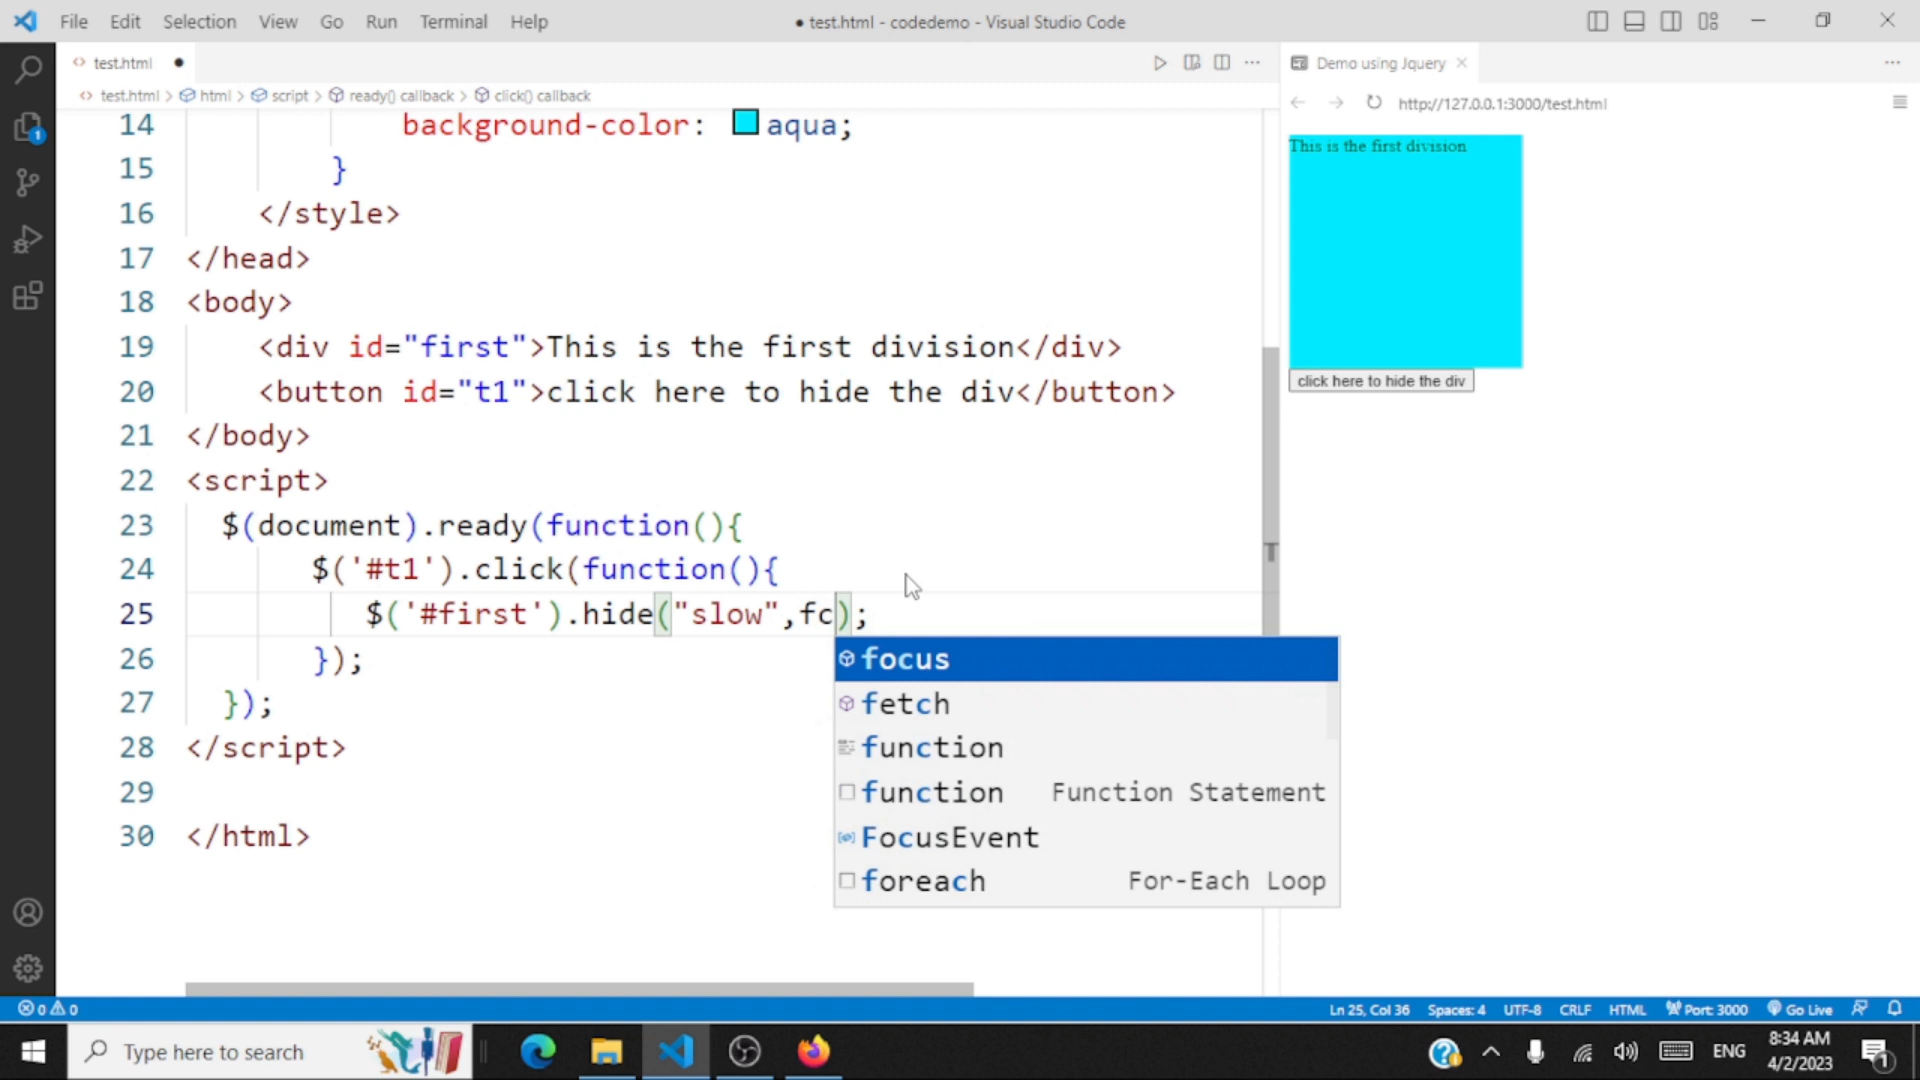 File Edit Selection View Go Run Terminal Help
● test.html - codedemo - Visual Studio Code
test.html ●
Demo using Jquery
test.html > html > script > ready() callback > click() callback
http://127.0.0.1:3000/test.html
14 background-color: aqua;
15 }
16 </style>
17 </head>
18 <body>
19 <div id="first">This is the first division</div>
20 <button id="t1">click here to hide the div</button>
21 </body>
22 <script>
23 $(document).ready(function(){
24 $('#t1').click(function(){
25 $('#first').hide("slow",fc);
26 });
27 });
28 </script>
29
30 </html>
focus
fetch
function
function Function Statement
FocusEvent
foreach For-Each Loop
This is the first division
click here to hide the div
1
T
0 0
Ln 25, Col 36 Spaces: 4 UTF-8 CRLF HTML Port: 3000 Go Live
Type here to search
ENG
8:34 AM
4/2/2023
1